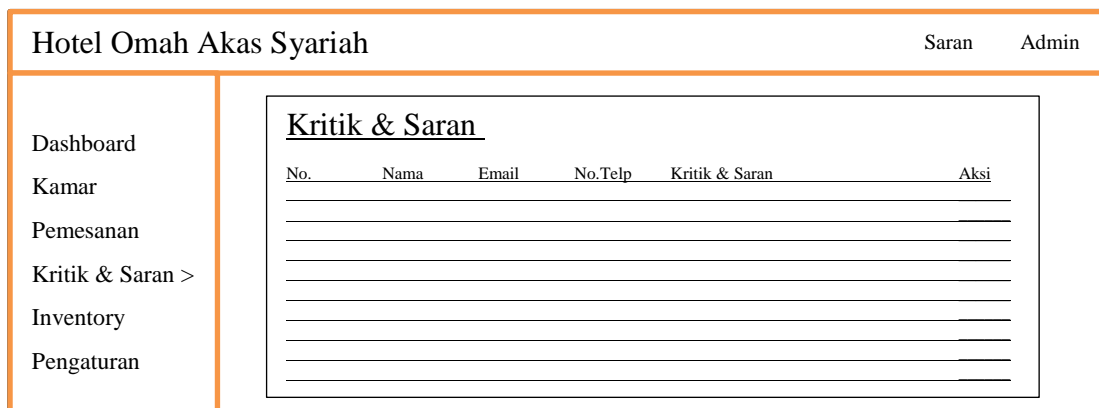 Hotel Omah Akas Syariah Saran Admin
Dashboard
Kamar
Pemesanan
Kritik & Saran >
Inventory
Pengaturan
Kritik & Saran
No. Nama Email No.Telp Kritik & Saran Aksi